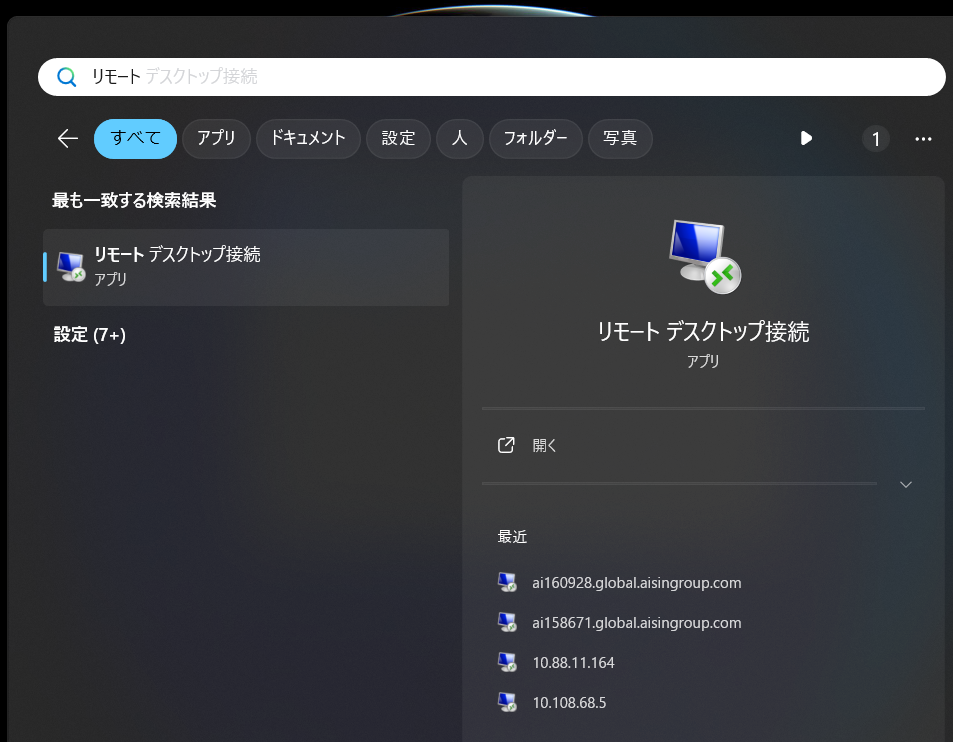 リモート デスクトップ接続
すべて アプリ ドキュメント 設定 人 フォルダー 写真 1
最も一致する検索結果
リモート デスクトップ接続
アプリ
設定 (7+)
リモート デスクトップ接続
アプリ
開く
最近
ai160928.global.aisingroup.com
ai158671.global.aisingroup.com
10.88.11.164
10.108.68.5